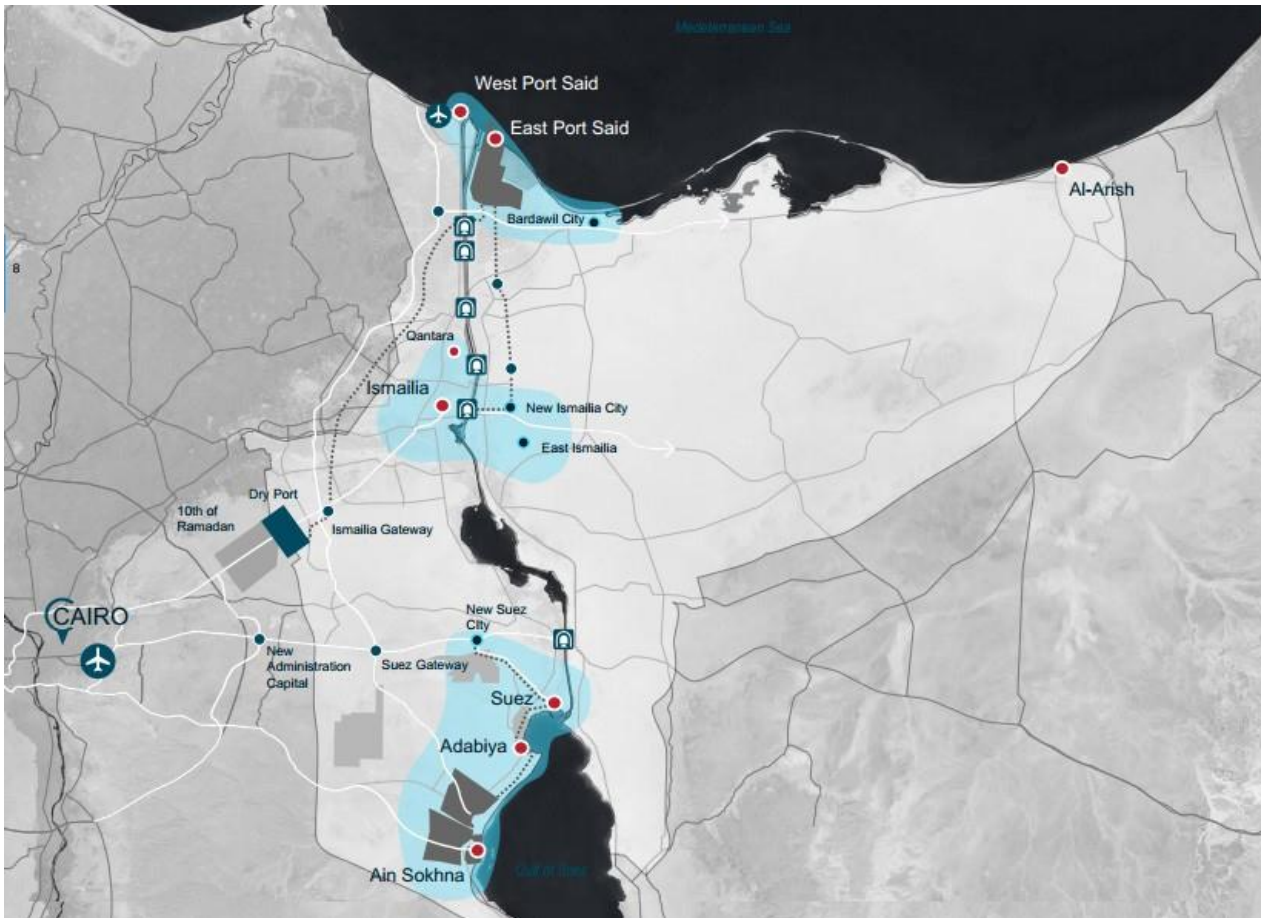 Medeterranean Sea
West Port Said
East Port Said
Al-Arish
Bardawil City
8
Qantara
Ismailia
New Ismailia City
East Ismailia
Dry Port
10th of
Ramadan
Ismailia Gateway
CAIRO
New Suez
City
New
Administration
Capital
Suez Gateway
Suez
Adabiya
Ain Sokhna
Gulf of Suez